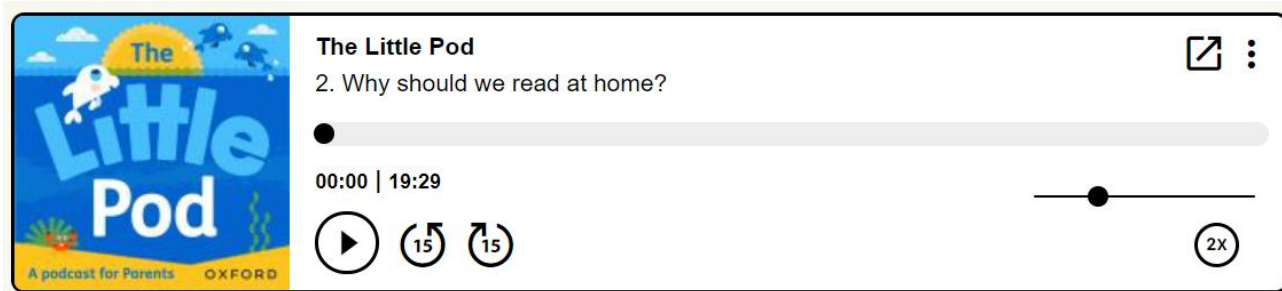 The
Little
Pod
A podcast for Parents OXFORD
The Little Pod
2. Why should we read at home?
00:00 | 19:29
15 15
2X